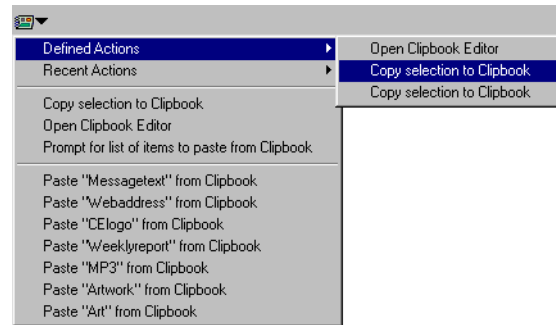 Defined Actions
Recent Actions
Copy selection to Clipbook
Open Clipbook Editor
Prompt for list of items to paste from Clipbook
Paste "Messagetext" from Clipbook
Paste "Webaddress" from Clipbook
Paste "CElogo" from Clipbook
Paste "Weeklyreport" from Clipbook
Paste "MP3" from Clipbook
Paste "Artwork" from Clipbook
Paste "Art" from Clipbook
Open Clipbook Editor
Copy selection to Clipbook
Copy selection to Clipbook